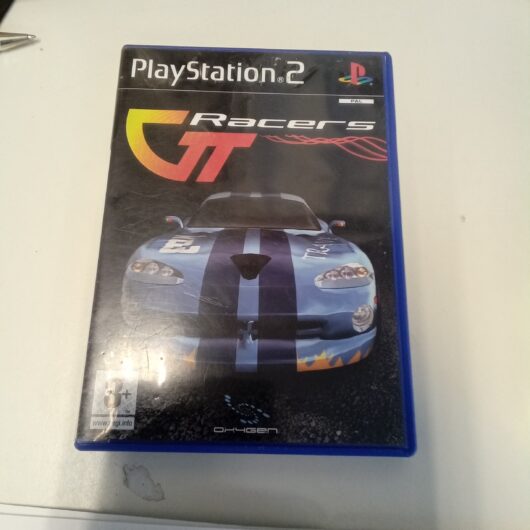 PlayStation®2
PAL
GT Racers
3+
www.pegi.info
OXYGEN